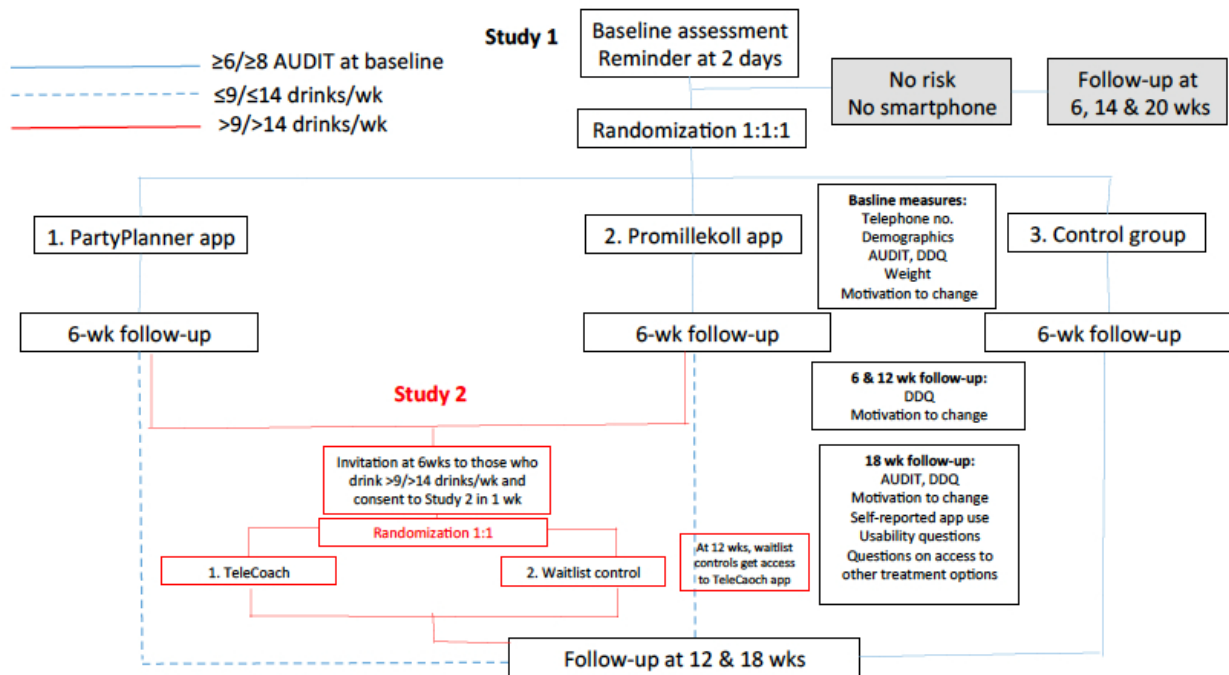 Study 1
Baseline assessment
Reminder at 2 days
≥6/≥8 AUDIT at baseline
≤9/≤14 drinks/wk
>9/>14 drinks/wk
No risk
No smartphone
Follow-up at
6, 14 & 20 wks
Randomization 1:1:1
1. PartyPlanner app
2. Promillekoll app
Basline measures:
Telephone no.
Demographics
AUDIT, DDQ
Weight
Motivation to change
3. Control group
6-wk follow-up
6-wk follow-up
6-wk follow-up
Study 2
6 & 12 wk follow-up:
DDQ
Motivation to change
Invitation at 6wks to those who
drink >9/>14 drinks/wk and
consent to Study 2 in 1 wk
Randomization 1:1
1. TeleCoach
2. Waitlist control
At 12 wks, waitlist
controls get access
to TeleCaoch app
18 wk follow-up:
AUDIT, DDQ
Motivation to change
Self-reported app use
Usability questions
Questions on access to
other treatment options
Follow-up at 12 & 18 wks